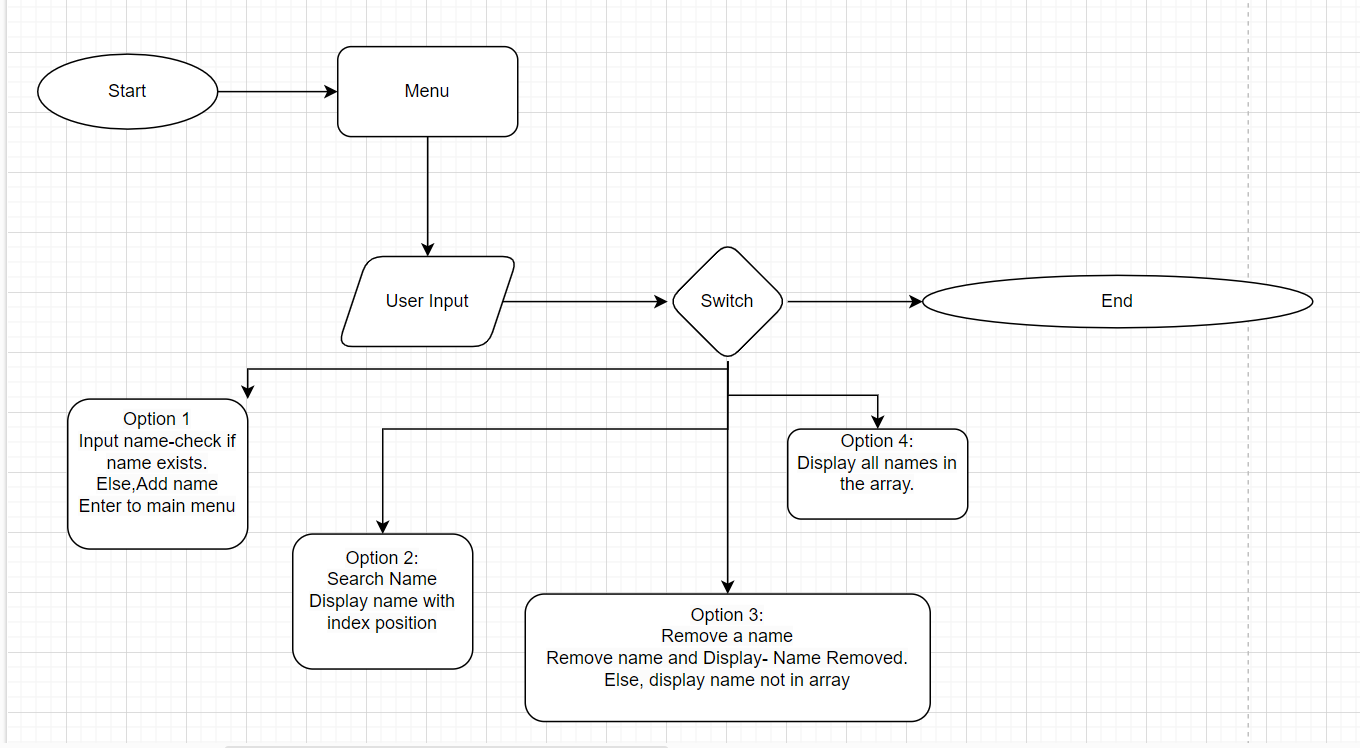 Start
Menu
User Input
Switch
End
Option 1
Input name-check if
name exists.
Else,Add name
Enter to main menu
Option 2:
Search Name
Display name with
index position
Option 3:
Remove a name
Remove name and Display- Name Removed.
Else, display name not in array
Option 4:
Display all names in
the array.